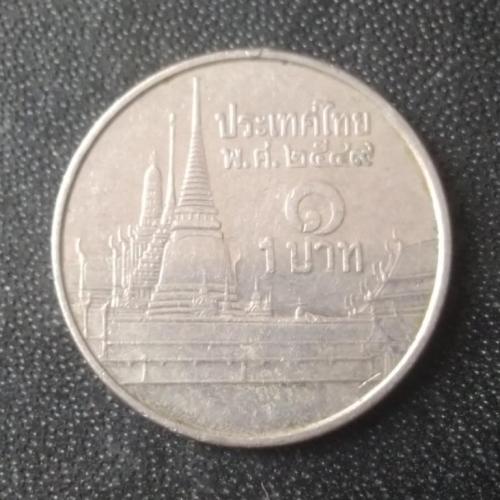 ประเทศไทย
พ.ศ. ๒๕๔๙
๑
1 บาท